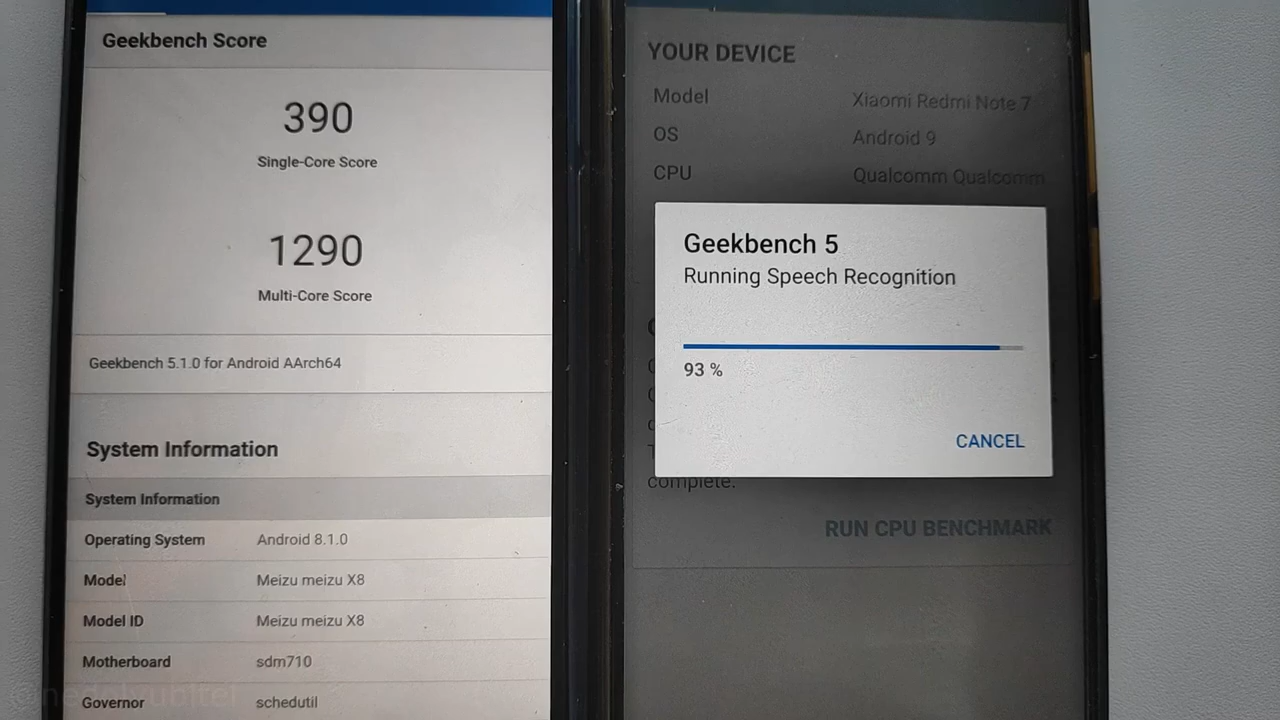 Geekbench Score
390
Single-Core Score
1290
Multi-Core Score
Geekbench 5.1.0 for Android AArch64
System Information
System Information
Operating System Android 8.1.0
Model Meizu meizu X8
Model ID Meizu meizu X8
Motherboard sdm710
Governor schedutil
YOUR DEVICE
Model Xiaomi Redmi Note 7
OS Android 9
CPU Qualcomm Qualcomm
Geekbench 5
Running Speech Recognition
93 %
CANCEL
complete.
RUN CPU BENCHMARK